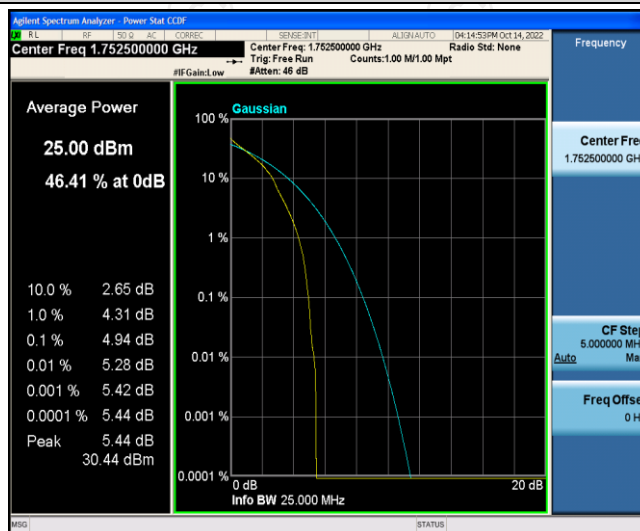 Agilent Spectrum Analyzer - Power Stat CCDF
RL RF 50 Ω AC CORREC SENSE:INT ALIGNAUTO 04:14:53PM Oct 14, 2022
Center Freq 1.752500000 GHz
Center Freq: 1.752500000 GHz Radio Std: None
Trig: Free Run Counts:1.00 M/1.00 Mpt
#IFGain:Low #Atten: 46 dB
Frequency
Average Power
25.00 dBm
46.41 % at 0dB
10.0 % 2.65 dB
1.0 % 4.31 dB
0.1 % 4.94 dB
0.01 % 5.28 dB
0.001 % 5.42 dB
0.0001 % 5.44 dB
Peak 5.44 dB
30.44 dBm
Gaussian
100 %
10 %
1 %
0.1 %
0.01 %
0.001 %
0.0001 %
0 dB 20 dB
Info BW 25.000 MHz
Center Fre
1.752500000 GH
CF Ste
5.000000 MH
Auto Ma
Freq Offse
0 H
MSG STATUS